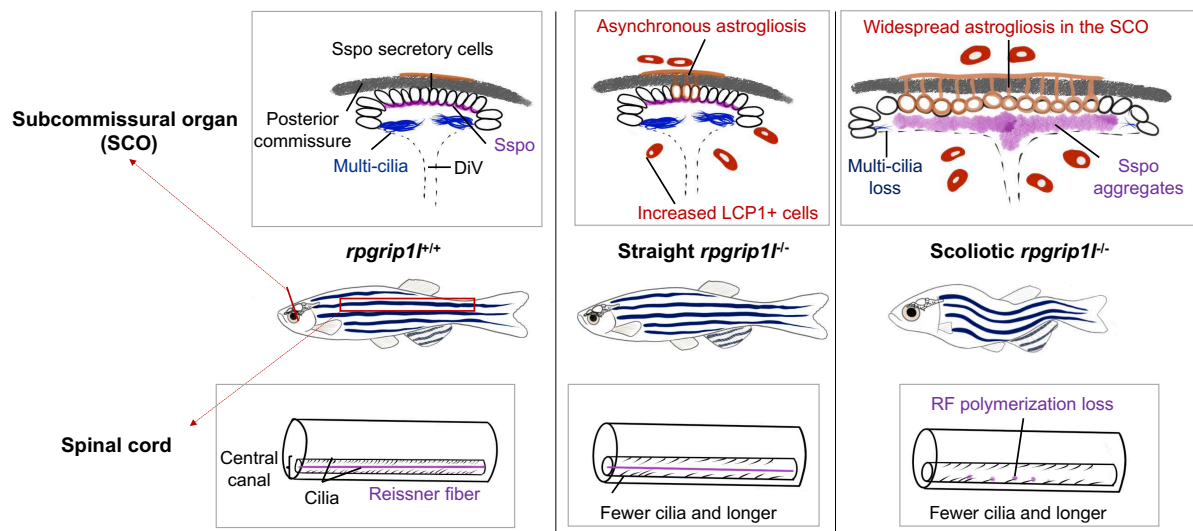 Sspo secretory cells
Subcommissural organ
(SCO)
Posterior
commissure
Multi-cilia
Sspo
DiV
Asynchronous astrogliosis
Increased LCP1+ cells
Widespread astrogliosis in the SCO
Multi-cilia
loss
Sspo
aggregates
rpgrip1l+/+
Straight rpgrip1l-/-
Scoliotic rpgrip1l-/-
Spinal cord
Central
canal
Cilia
Reissner fiber
Fewer cilia and longer
RF polymerization loss
Fewer cilia and longer